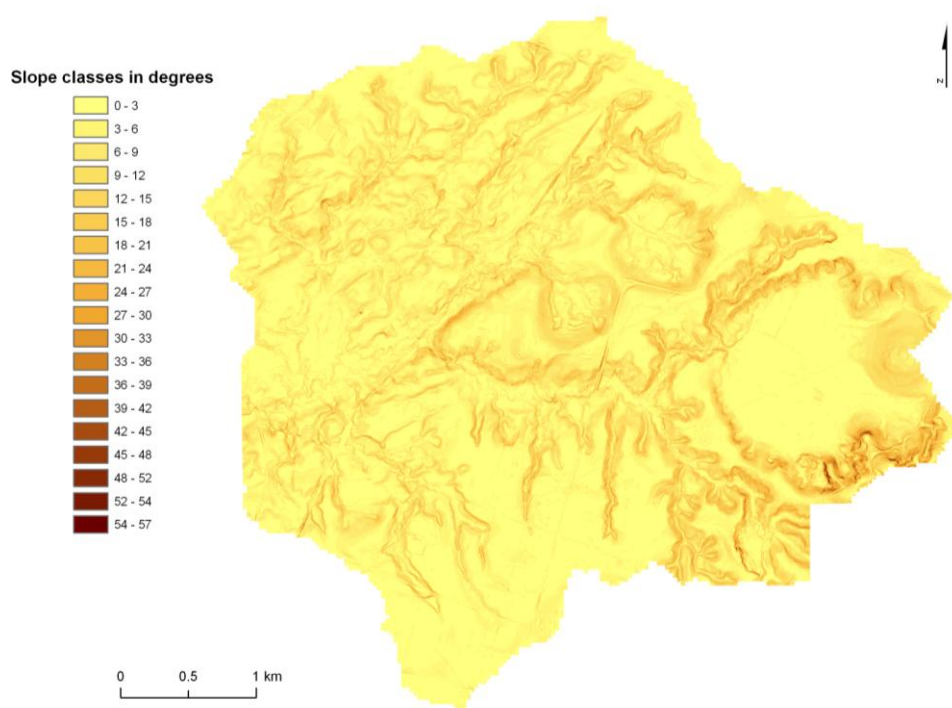 Slope classes in degrees
0 - 3
3 - 6
6 - 9
9 - 12
12 - 15
15 - 18
18 - 21
21 - 24
24 - 27
27 - 30
30 - 33
33 - 36
36 - 39
39 - 42
42 - 45
45 - 48
48 - 52
52 - 54
54 - 57
0 0.5 1 km
N